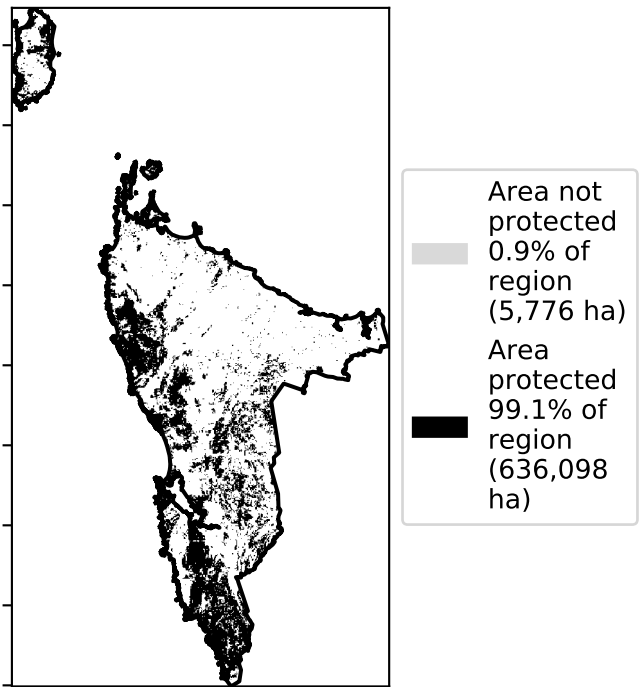 Area not
protected
0.9% of
region
(5,776 ha)
Area
protected
99.1% of
region
(636,098
ha)